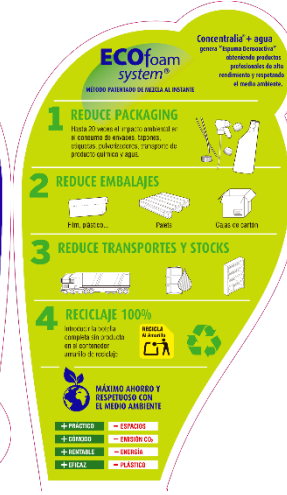 Concentralia® + agua
genera "Espuma Densoactiva"
obteniendo productos
profesionales de alto
rendimiento y respetando
el medio ambiente.
ECOfoam
system®
MÉTODO PATENTADO DE MEZCLA AL INSTANTE
1 REDUCE PACKAGING
Hasta 20 veces el impacto ambiental en
el consumo de envases, tapones,
etiquetas, pulverizadores, transporte de
producto químico y agua.
2 REDUCE EMBALAJES
Film, plástico...
Palets
Cajas de cartón
3 REDUCE TRANSPORTES Y STOCKS
4 RECICLAJE 100%
Introducir la botella
completa sin producto
en el contenedor
amarillo de reciclaje
RECICLA
Al Amarillo
MÁXIMO AHORRO Y
RESPETUOSO CON
EL MEDIO AMBIENTE
+ PRÁCTICO - ESPACIOS
+ CÓMODO - EMISIÓN CO₂
+ RENTABLE - ENERGÍA
+ EFICAZ - PLÁSTICO